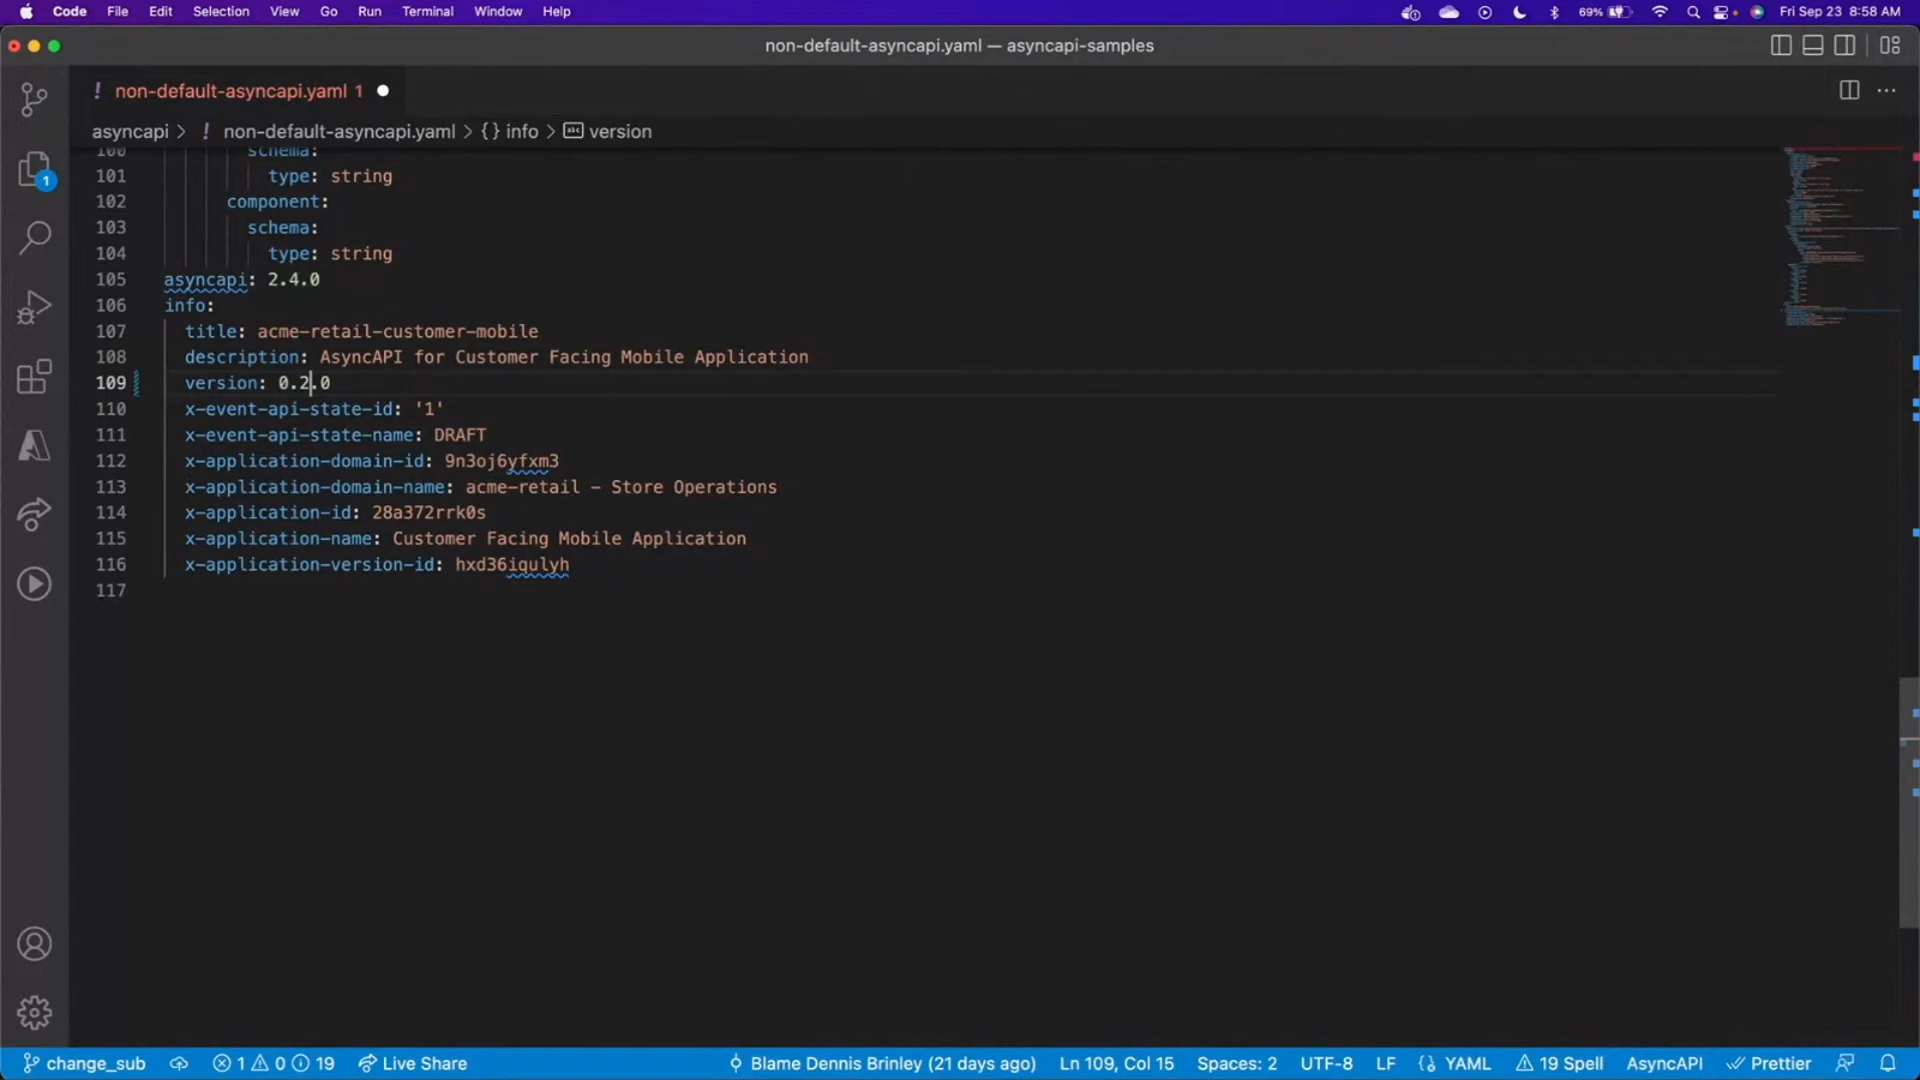 Code File Edit Selection View Go Run Terminal Window Help 69% Fri Sep 23 8:58 AM
non-default-asyncapi.yaml — asyncapi-samples
! non-default-asyncapi.yaml 1
asyncapi > ! non-default-asyncapi.yaml > {} info > abc version
100 schema:
101 type: string
102 component:
103 schema:
104 type: string
105 asyncapi: 2.4.0
106 info:
107 title: acme-retail-customer-mobile
108 description: AsyncAPI for Customer Facing Mobile Application
109 version: 0.2.0
110 x-event-api-state-id: '1'
111 x-event-api-state-name: DRAFT
112 x-application-domain-id: 9n3oj6yfxm3
113 x-application-domain-name: acme-retail - Store Operations
114 x-application-id: 28a372rrk0s
115 x-application-name: Customer Facing Mobile Application
116 x-application-version-id: hxd36iqulyh
117
1
change_sub 1 0 19 Live Share Blame Dennis Brinley (21 days ago) Ln 109, Col 15 Spaces: 2 UTF-8 LF {} YAML 19 Spell AsyncAPI Prettier